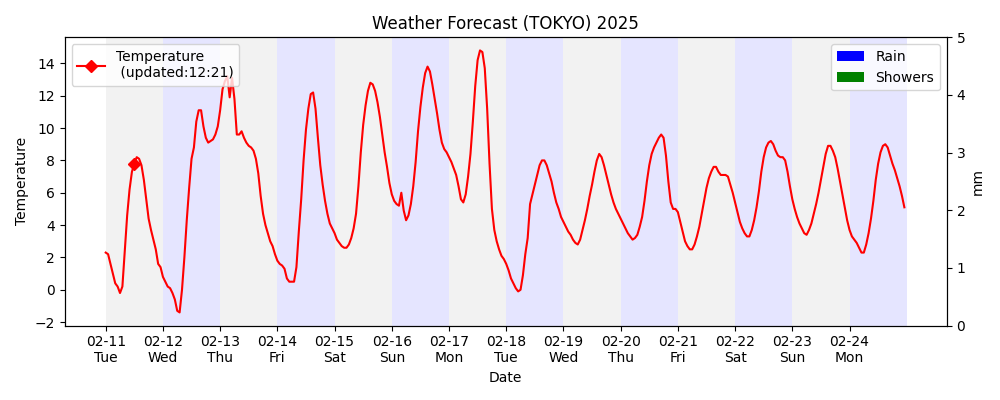 Weather Forecast (TOKYO) 2025
Temperature
(updated:12:21)
Rain
Showers
Temperature
14
12
10
8
6
4
2
0
−2
5
4
3
2
1
0
mm
02-11 02-12 02-13 02-14 02-15 02-16 02-17 02-18 02-19 02-20 02-21 02-22 02-23 02-24
Tue Wed Thu Fri Sat Sun Mon Tue Wed Thu Fri Sat Sun Mon
Date